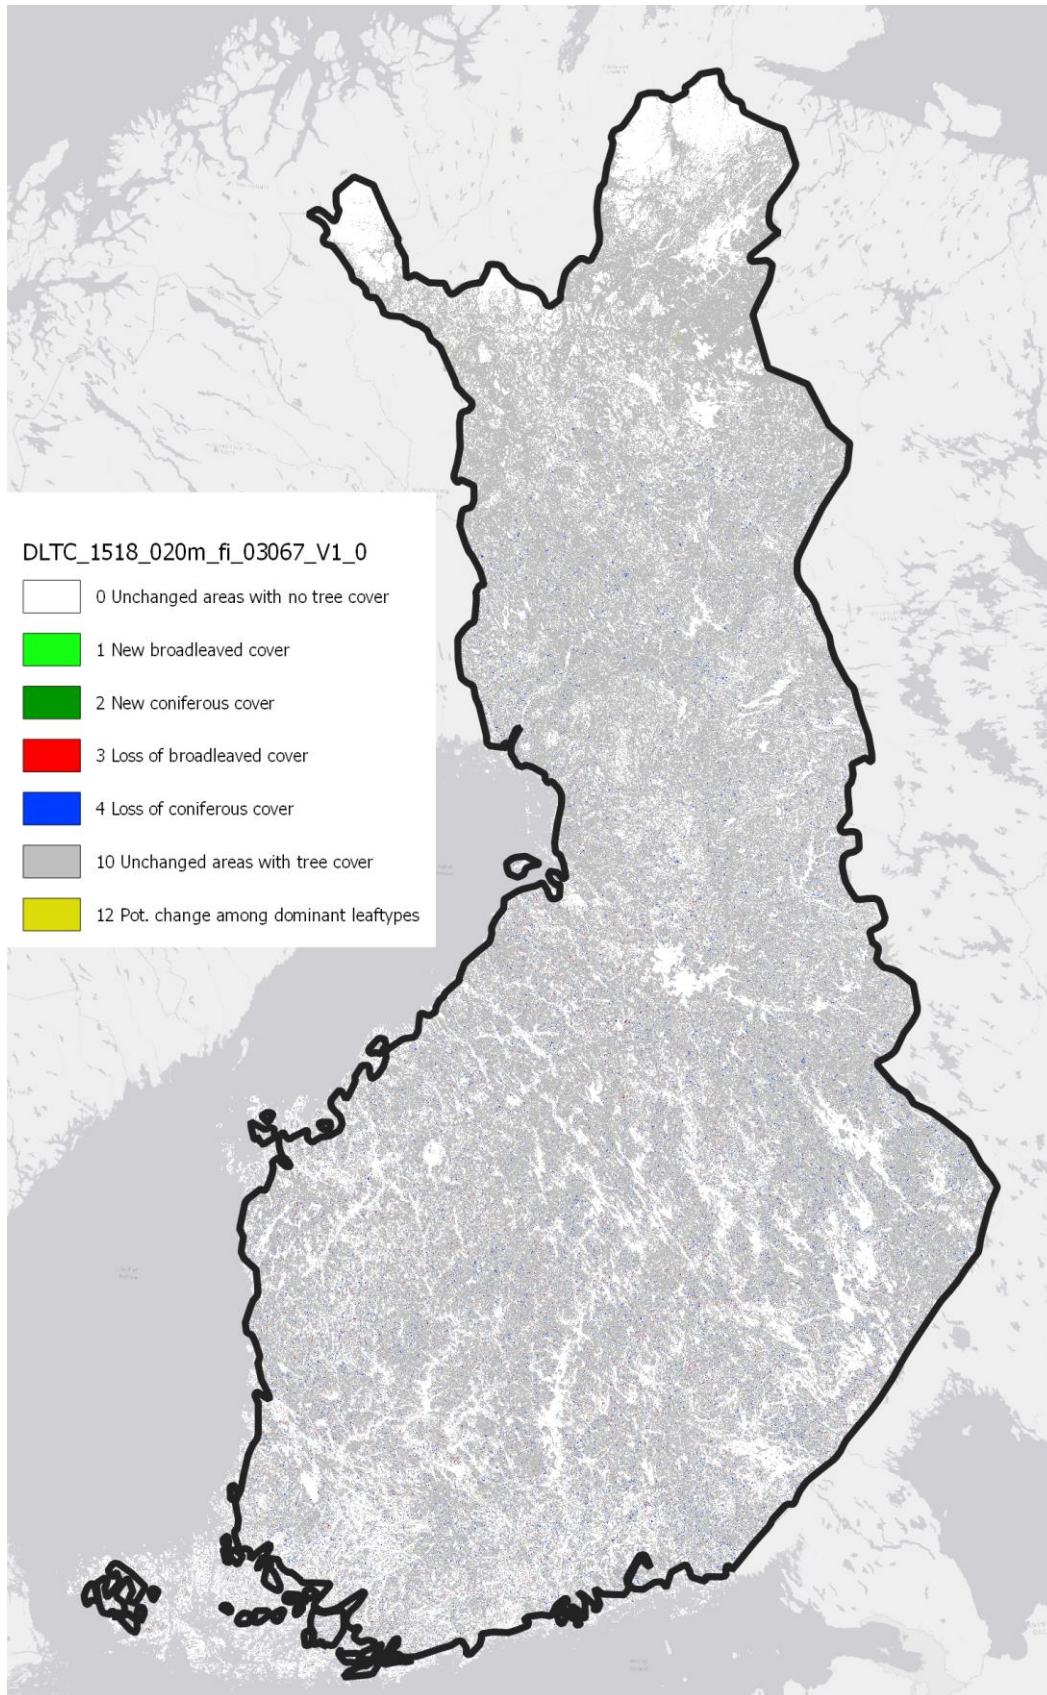 DLTC_1518_020m_fi_03067_V1_0
0 Unchanged areas with no tree cover
1 New broadleaved cover
2 New coniferous cover
3 Loss of broadleaved cover
4 Loss of coniferous cover
10 Unchanged areas with tree cover
12 Pot. change among dominant leaftypes